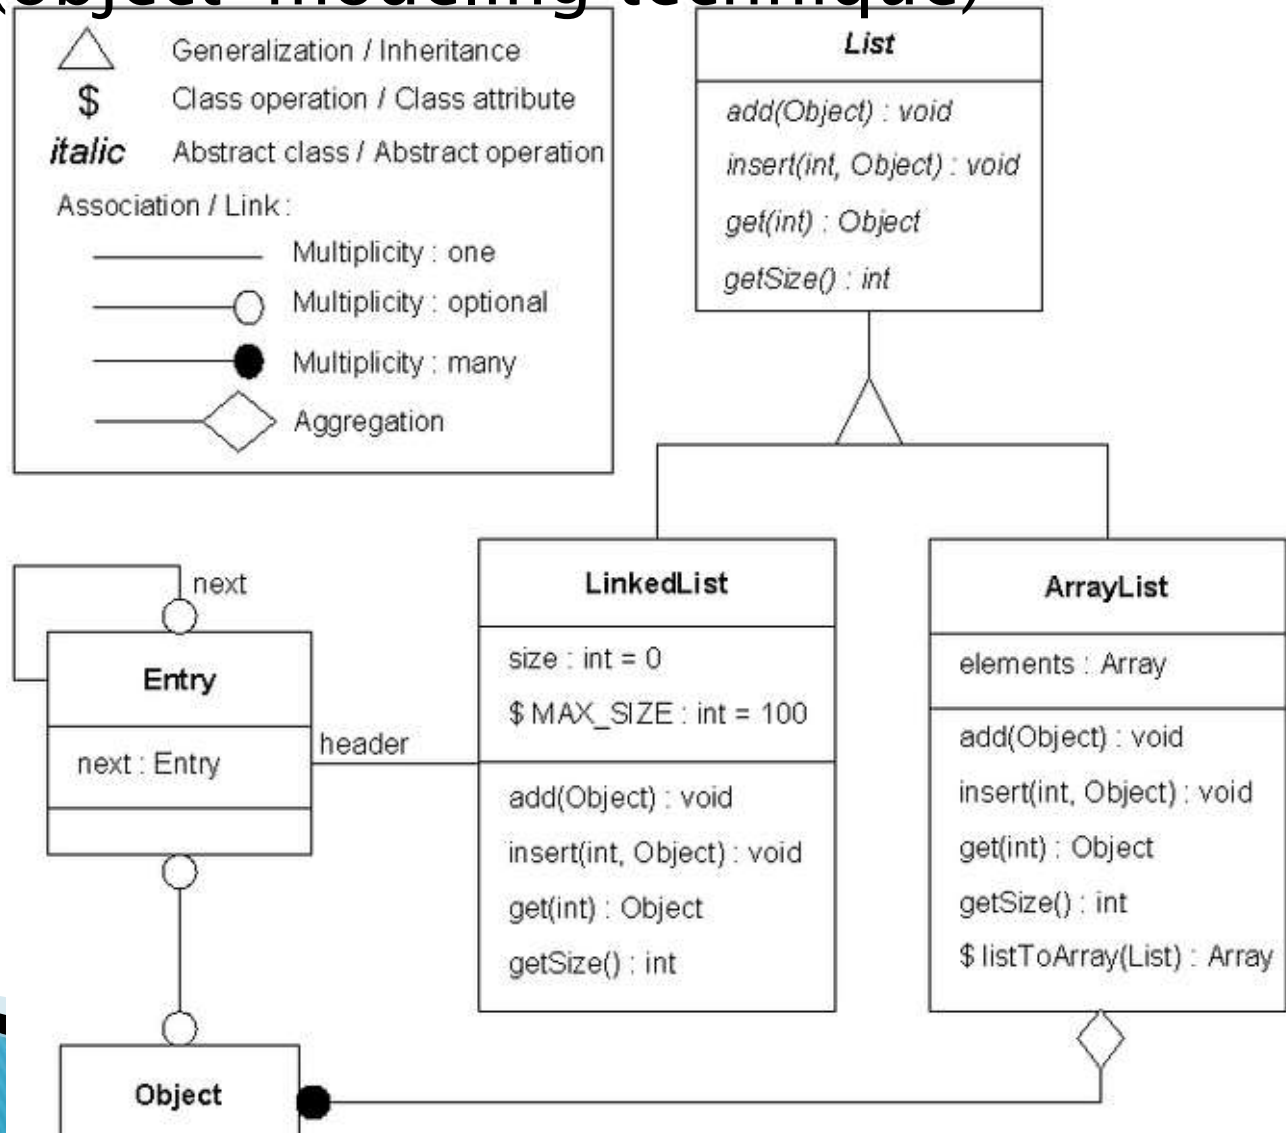 (object modeling technique)
Generalization / Inheritance
$ Class operation / Class attribute
italic Abstract class / Abstract operation
Association / Link :
Multiplicity : one
Multiplicity : optional
Multiplicity : many
Aggregation
List
add(Object) : void
insert(int, Object) : void
get(int) : Object
getSize() : int
next
Entry
next : Entry
header
LinkedList
size : int = 0
$ MAX_SIZE : int = 100
add(Object) : void
insert(int, Object) : void
get(int) : Object
getSize() : int
ArrayList
elements : Array
add(Object) : void
insert(int, Object) : void
get(int) : Object
getSize() : int
$ listToArray(List) : Array
Object